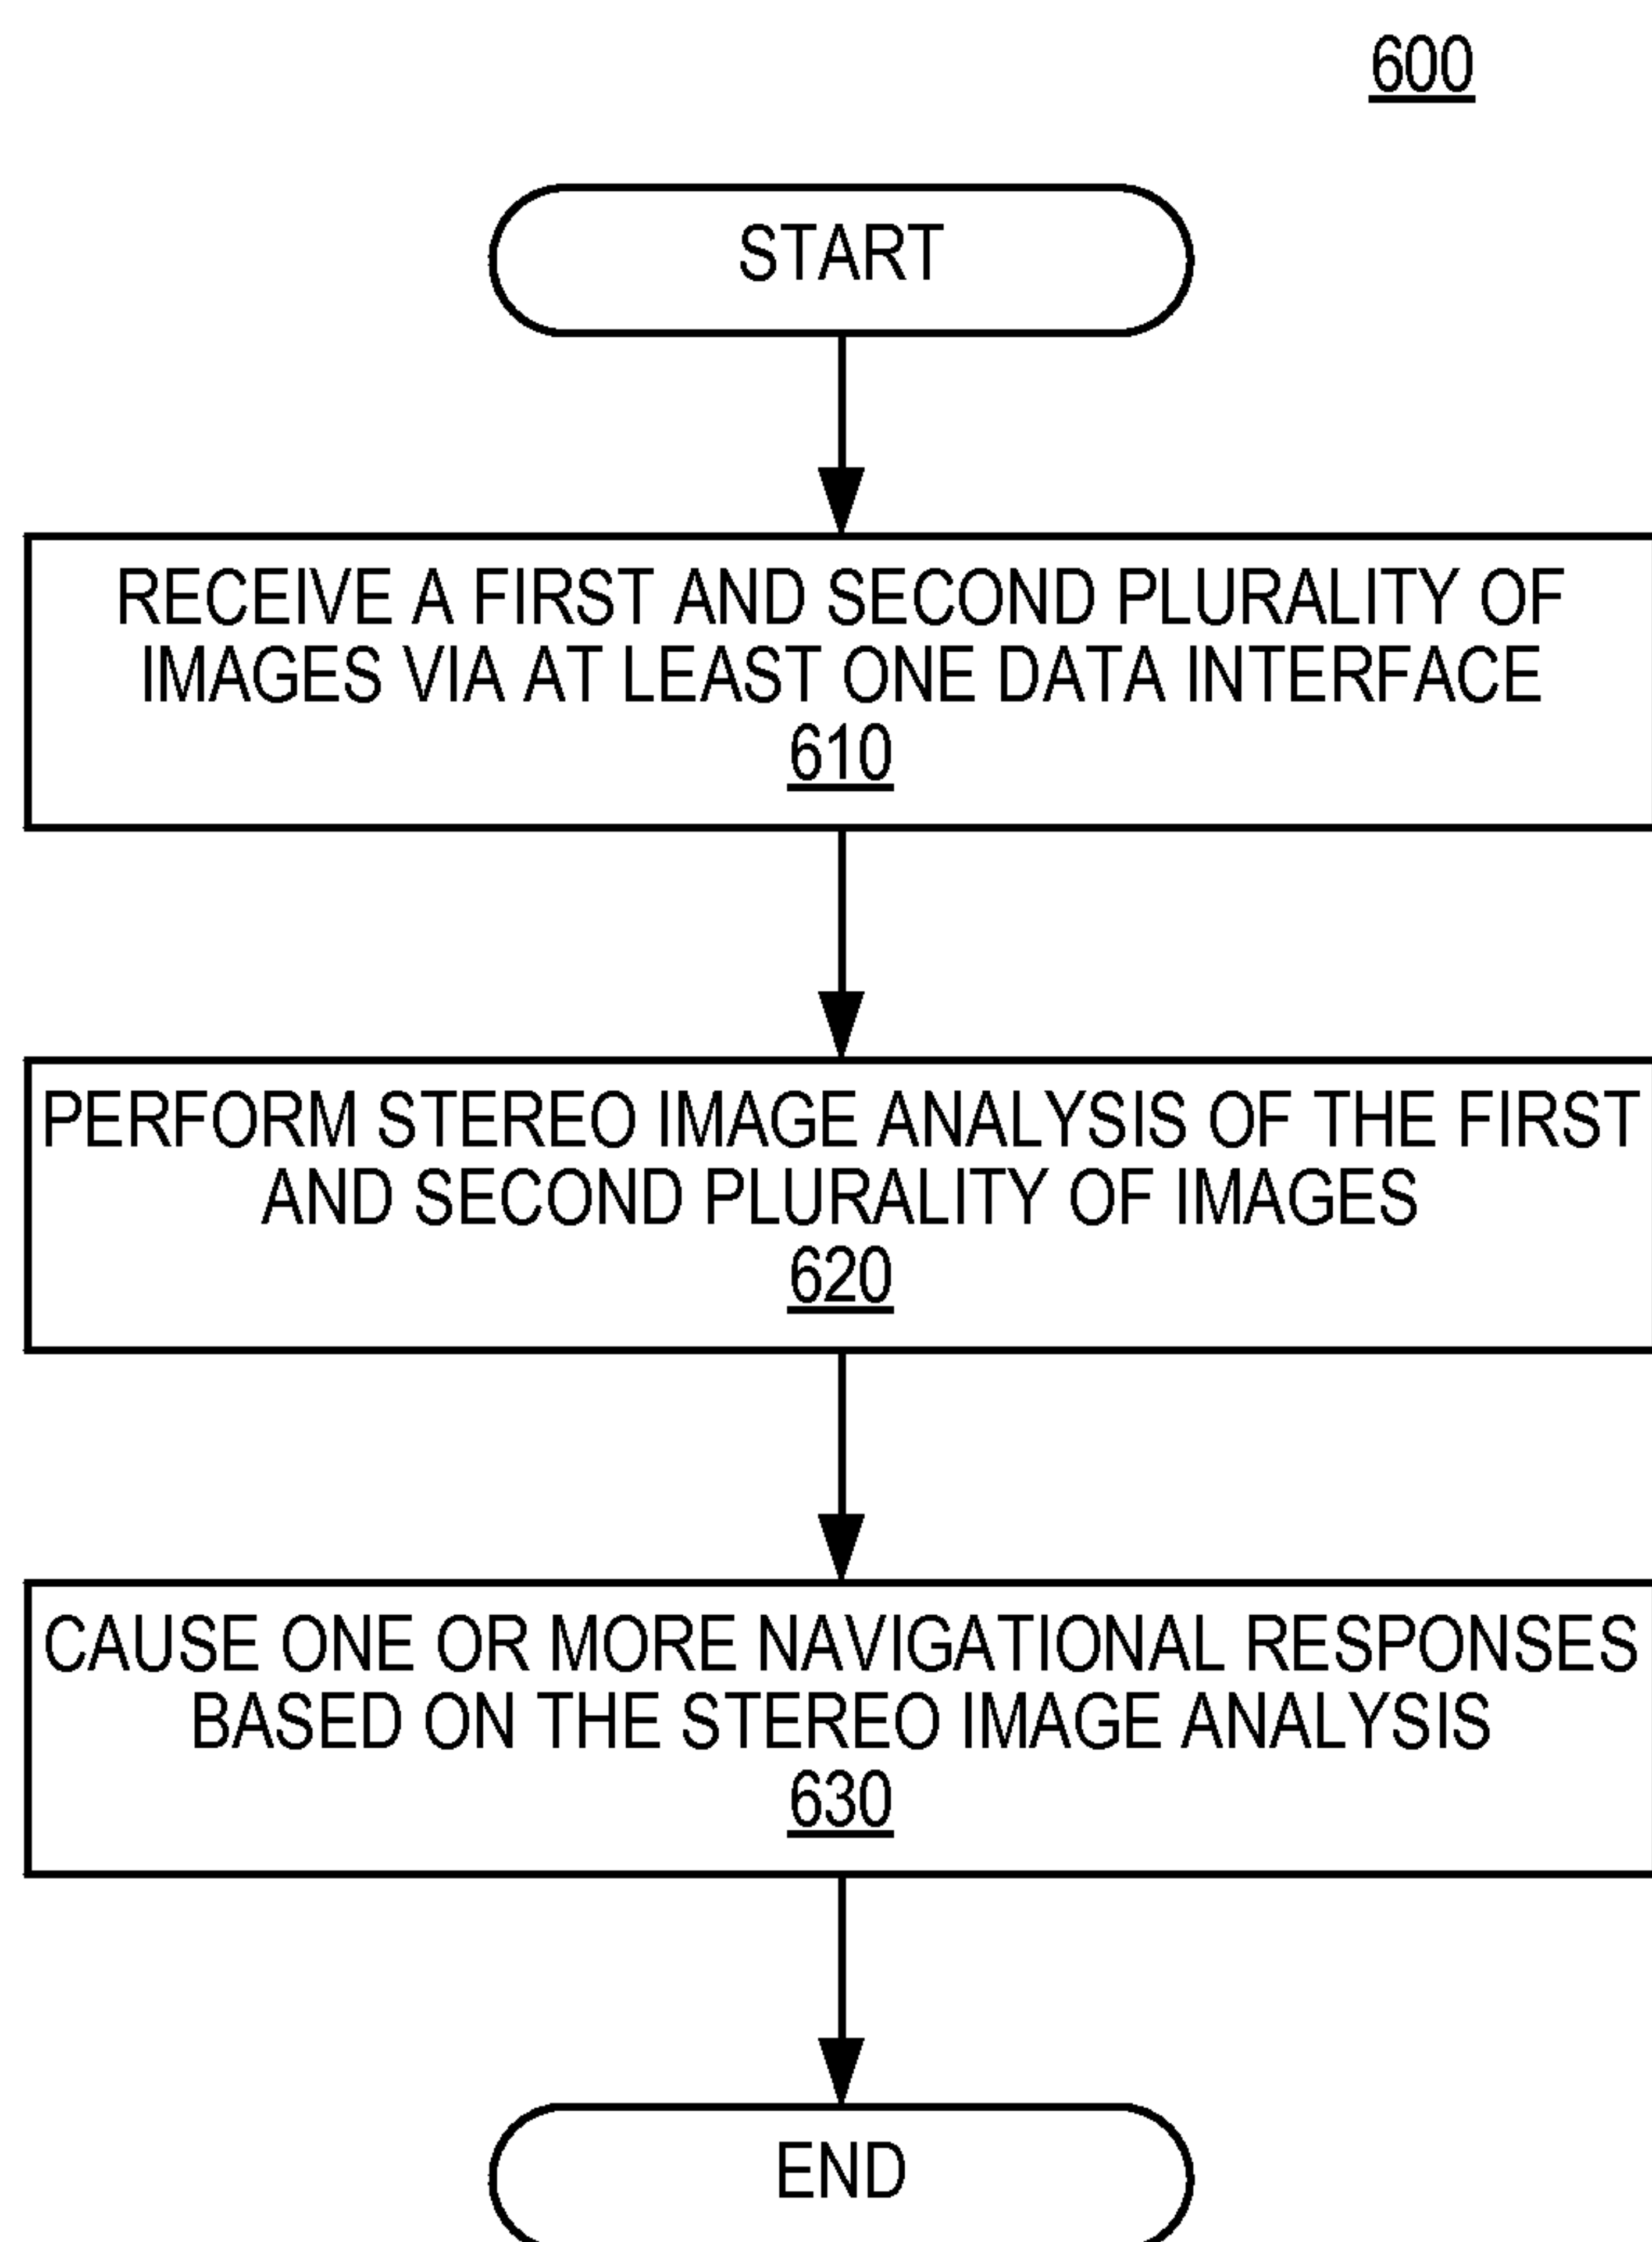 600
START
RECEIVE A FIRST AND SECOND PLURALITY OF
IMAGES VIA AT LEAST ONE DATA INTERFACE
610
PERFORM STEREO IMAGE ANALYSIS OF THE FIRST
AND SECOND PLURALITY OF IMAGES
620
CAUSE ONE OR MORE NAVIGATIONAL RESPONSES
BASED ON THE STEREO IMAGE ANALYSIS
630
END